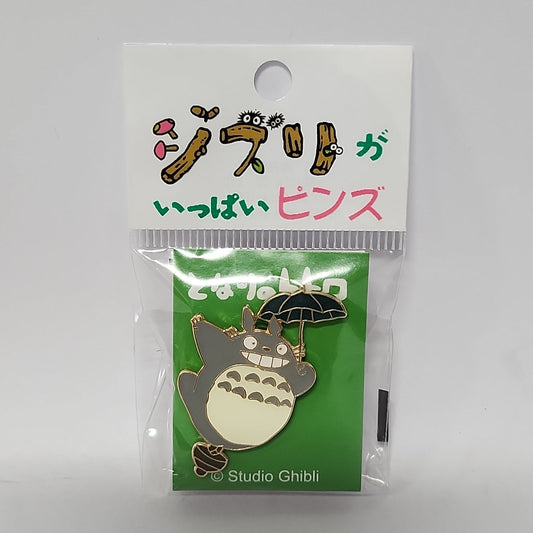 ジブリが
いっぱいピンズ
となりのトトロ
© Studio Ghibli